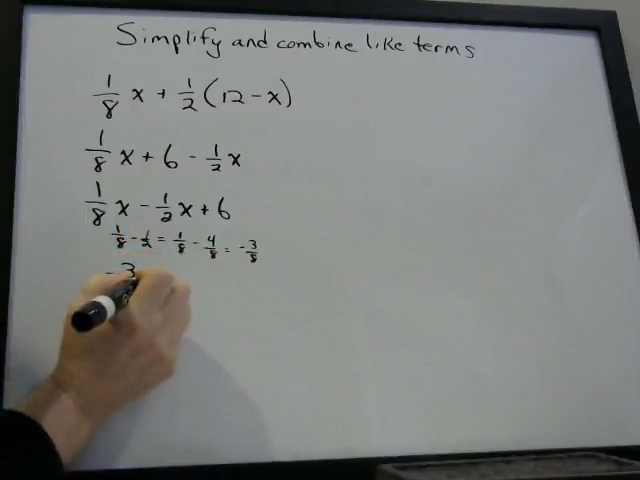 Simplify and combine like terms
1/8 x + 1/2 (12 - x)
1/8 x + 6 - 1/2 x
1/8 x - 1/2 x + 6
1/8 - 1/2 = 1/8 - 4/8 = -3/8
-3